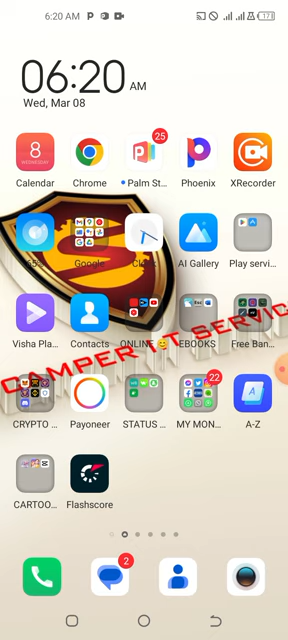 6:20 AM
171
06:20 AM
Wed, Mar 08
25
8
WEDNESDAY
Calendar
Chrome
Palm St...
Phoenix
XRecorder
Google
AI Gallery
Play servi...
Visha Pla...
Contacts
ONLINE 😊
EBOOKS
Free Ban...
CAMPER IT SERVIC
22
CRYPTO ...
Payoneer
STATUS ...
MY MON...
A-Z
CARTOO...
Flashscore
2